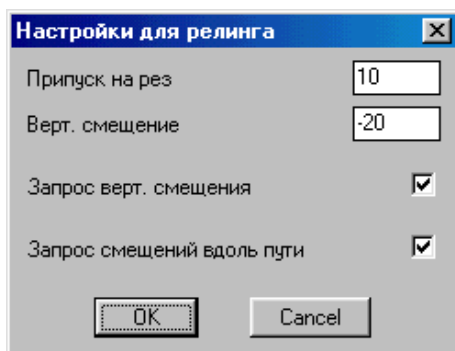 Настройки для релинга
Припуск на рез 10
Верт. смещение -20
Запрос верт. смещения
Запрос смещений вдоль пути
OK Cancel